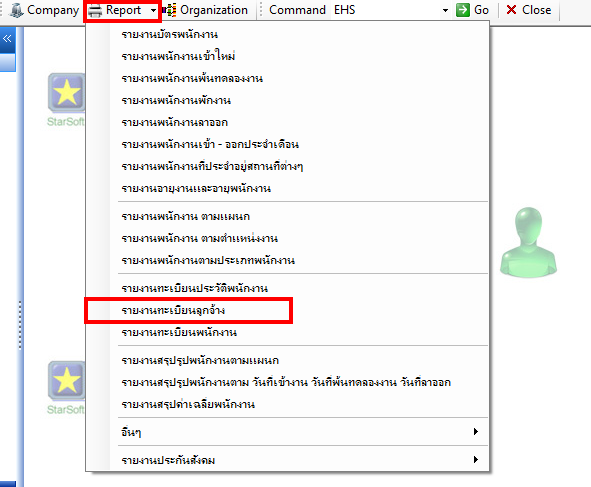 Company Report Organization Command EHS Go Close
รายงานบัตรพนักงาน
รายงานพนักงานเข้าใหม่
รายงานพนักงานพ้นทดลองงาน
รายงานพนักงานพักงาน
รายงานพนักงานลาออก
รายงานพนักงานเข้า - ออกประจำเดือน
รายงานพนักงานที่ประจำอยู่สถานที่ต่างๆ
รายงานอายุงานและอายุพนักงาน
รายงานพนักงาน ตามแผนก
รายงานพนักงาน ตามตำแหน่งงาน
รายงานพนักงานตามประเภทพนักงาน
รายงานทะเบียนประวัติพนักงาน
รายงานทะเบียนลูกจ้าง
รายงานทะเบียนพนักงาน
รายงานสรุปรูปพนักงานตามแผนก
รายงานสรุปรูปพนักงานตาม วันที่เข้างาน วันที่พ้นทดลองงาน วันที่ลาออก
รายงานสรุปค่าเฉลี่ยพนักงาน
อื่นๆ
รายงานประกันสังคม
StarSoft
StarSoft